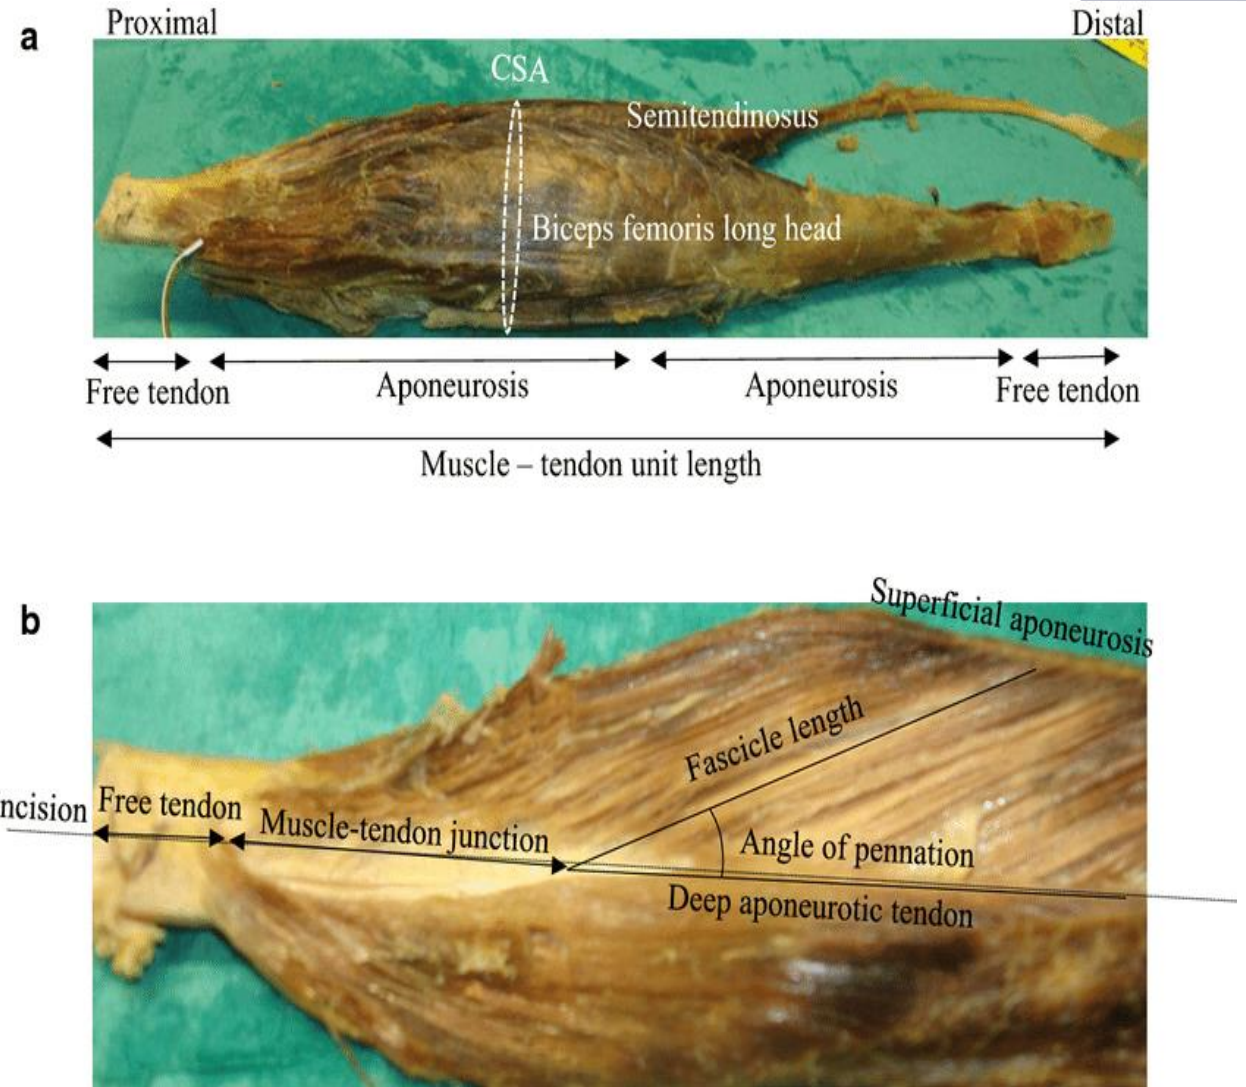 a
Proximal
Distal
CSA
Semitendinosus
Biceps femoris long head
Free tendon
Aponeurosis
Aponeurosis
Free tendon
Muscle – tendon unit length
b
Superficial aponeurosis
Fascicle length
ncision
Free tendon
Muscle-tendon junction
Angle of pennation
Deep aponeurotic tendon